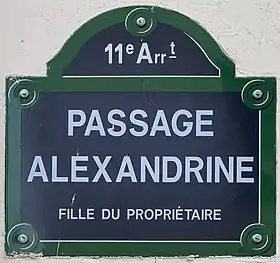 11e Arrt
PASSAGE
ALEXANDRINE
FILLE DU PROPRIÉTAIRE